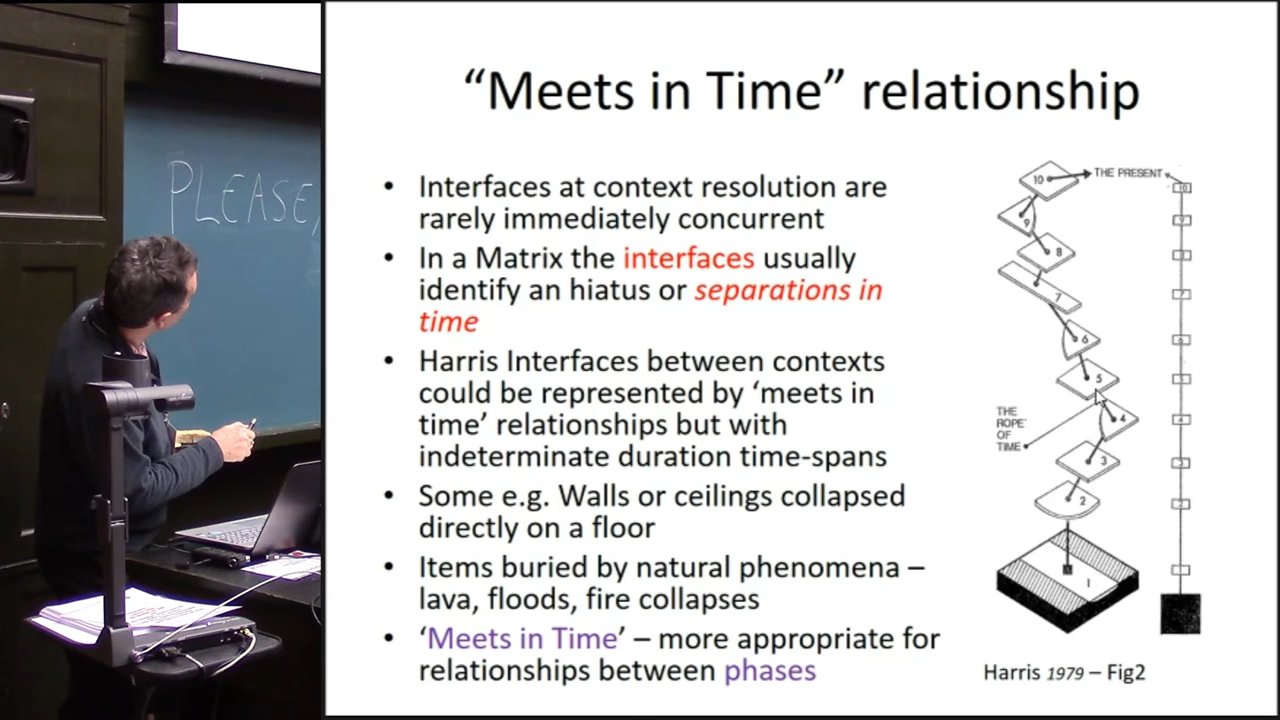 PLEASE,
“Meets in Time” relationship
• Interfaces at context resolution are
rarely immediately concurrent
• In a Matrix the interfaces usually
identify an hiatus or separations in
time
• Harris Interfaces between contexts
could be represented by ‘meets in
time’ relationships but with
indeterminate duration time-spans
• Some e.g. Walls or ceilings collapsed
directly on a floor
• Items buried by natural phenomena –
lava, floods, fire collapses
• ‘Meets in Time’ – more appropriate for
relationships between phases
10 THE PRESENT 10
9 9
8
7
6
5
4
THE
ROPE
OF
TIME
3
2
1
Harris 1979 – Fig2